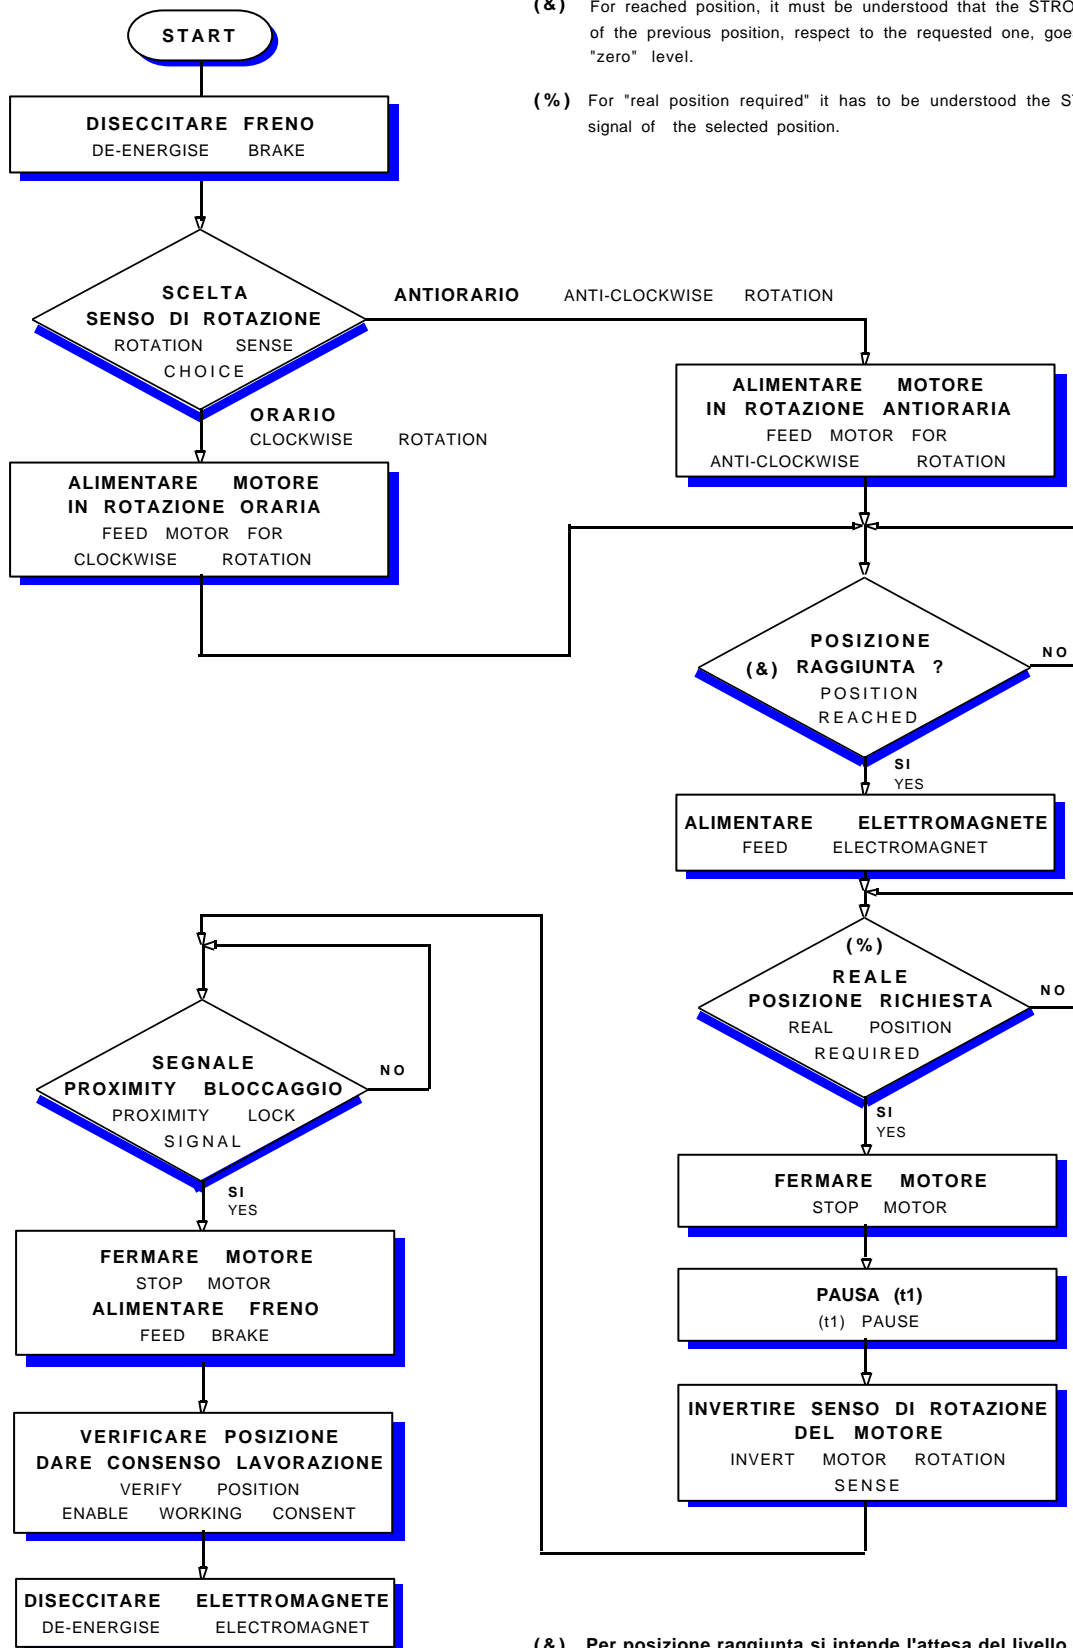 (&) For reached position, it must be understood that the
of the previous position, respect to the requested one,
"zero" level.
(%) For "real position required" it has to be understood the
signal of the selected position.
START
DISECCITARE FRENO
DE-ENERGISE BRAKE
SCELTA
SENSO DI ROTAZIONE
ROTATION SENSE
CHOICE
ANTIORARIO ANTI-CLOCKWISE ROTATION
ORARIO
CLOCKWISE ROTATION
ALIMENTARE MOTORE
IN ROTAZIONE ORARIA
FEED MOTOR FOR
CLOCKWISE ROTATION
ALIMENTARE MOTORE
IN ROTAZIONE ANTIORARIA
FEED MOTOR FOR
ANTI-CLOCKWISE ROTATION
POSIZIONE
(&) RAGGIUNTA ?
POSITION
REACHED
NO
SI
YES
ALIMENTARE ELETTROMAGNETE
FEED ELECTROMAGNET
(%)
REALE
POSIZIONE RICHIESTA
REAL POSITION
REQUIRED
NO
SI
YES
FERMARE MOTORE
STOP MOTOR
PAUSA (t1)
(t1) PAUSE
INVERTIRE SENSO DI ROTAZIONE
DEL MOTORE
INVERT MOTOR ROTATION
SENSE
SEGNALE
PROXIMITY BLOCCAGGIO
PROXIMITY LOCK
SIGNAL
NO
SI
YES
FERMARE MOTORE
STOP MOTOR
ALIMENTARE FRENO
FEED BRAKE
VERIFICARE POSIZIONE
DARE CONSENSO LAVORAZIONE
VERIFY POSITION
ENABLE WORKING CONSENT
DISECCITARE ELETTROMAGNETE
DE-ENERGISE ELECTROMAGNET
(&) Per posizione raggiunta si intende l'attesa del livello